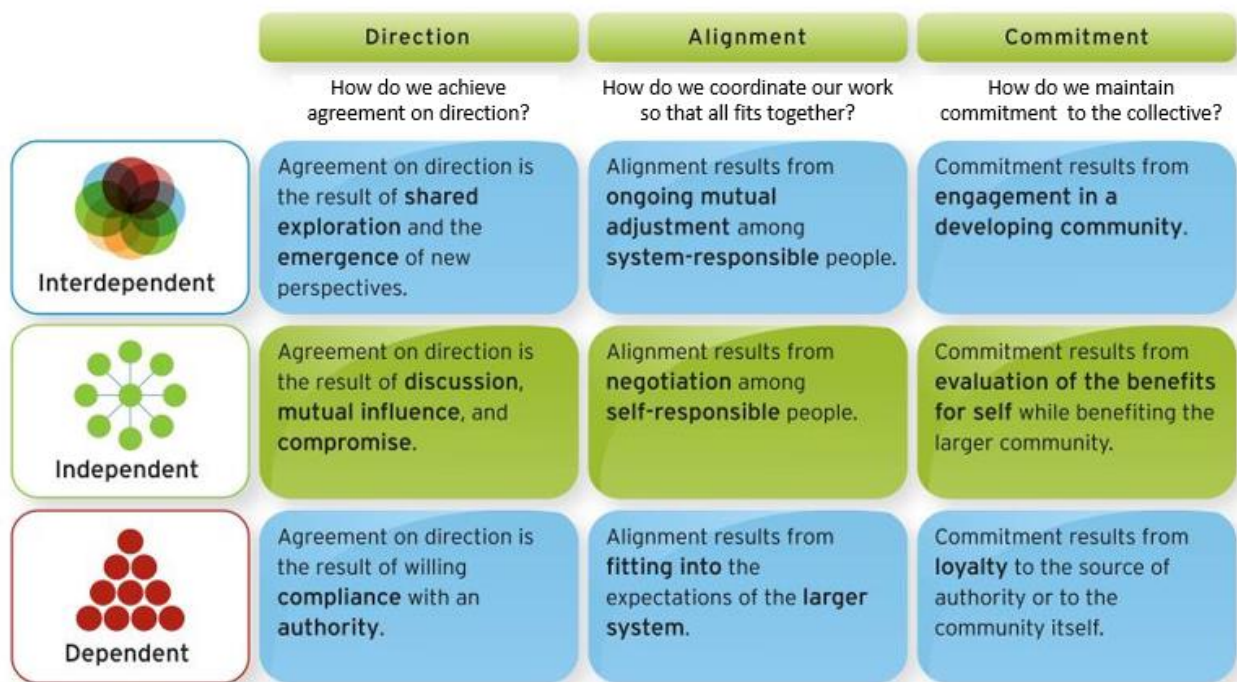 Direction
Alignment
Commitment
How do we achieve
agreement on direction?
How do we coordinate our work
so that all fits together?
How do we maintain
commitment to the collective?
Interdependent
Agreement on direction is
the result of shared
exploration and the
emergence of new
perspectives.
Alignment results from
ongoing mutual
adjustment among
system-responsible people.
Commitment results from
engagement in a
developing community.
Independent
Agreement on direction is
the result of discussion,
mutual influence, and
compromise.
Alignment results from
negotiation among
self-responsible people.
Commitment results from
evaluation of the benefits
for self while benefiting the
larger community.
Dependent
Agreement on direction is
the result of willing
compliance with an
authority.
Alignment results from
fitting into the
expectations of the larger
system.
Commitment results from
loyalty to the source of
authority or to the
community itself.